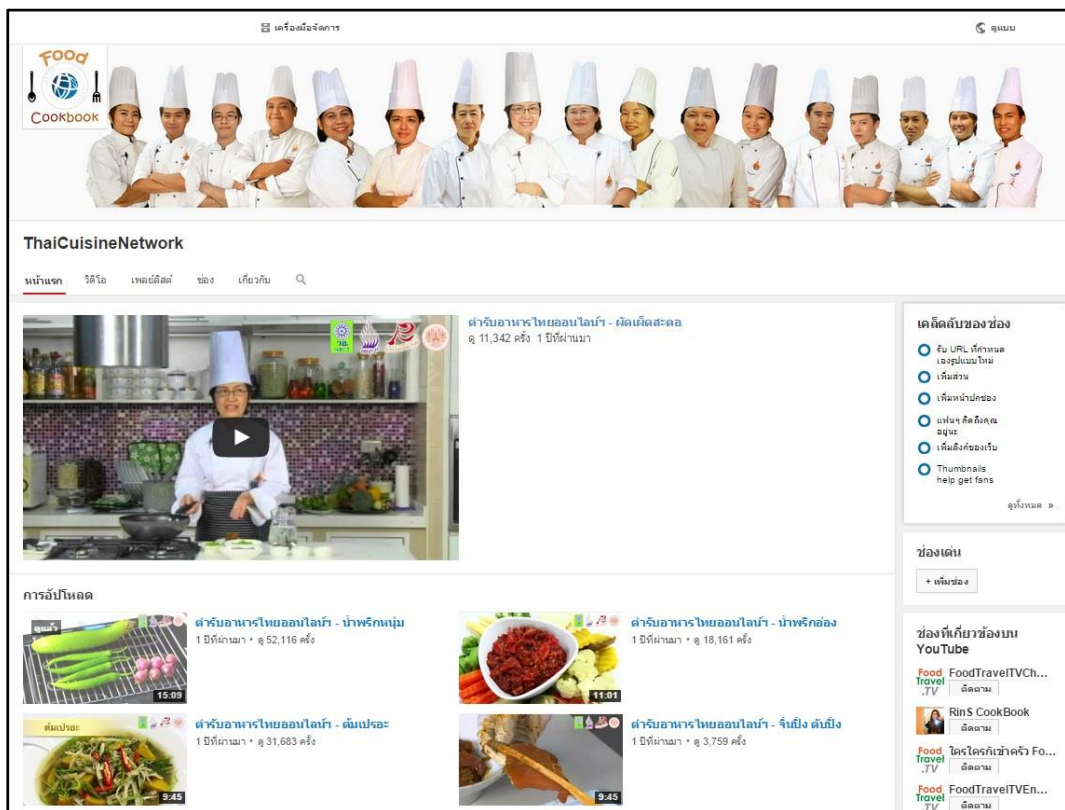 เครื่องมือจัดการ
ดูแบบ
Food
Cookbook
ThaiCuisineNetwork
หน้าแรก วิดีโอ เพลย์ลิสต์ ช่อง เกี่ยวกับ
ตำรับอาหารไทยออนไลน์ฯ - ผัดเผ็ดสะตอ
ดู 11,342 ครั้ง 1 ปีที่ผ่านมา
การอัปโหลด
ดูแล้ว
15:09
ตำรับอาหารไทยออนไลน์ฯ - น้ำพริกหนุ่ม
1 ปีที่ผ่านมา • ดู 52,116 ครั้ง
11:01
ตำรับอาหารไทยออนไลน์ฯ - น้ำพริกอ่อง
1 ปีที่ผ่านมา • ดู 18,161 ครั้ง
ต้มเปรอะ
9:45
ตำรับอาหารไทยออนไลน์ฯ - ต้มเปรอะ
1 ปีที่ผ่านมา • ดู 31,683 ครั้ง
9:45
ตำรับอาหารไทยออนไลน์ฯ - จิ้นปิ้ง ตับปิ้ง
1 ปีที่ผ่านมา • ดู 3,759 ครั้ง
เคล็ดลับของช่อง
รับ URL ที่กำหนด
เองรูปแบบใหม่
เพิ่มส่วน
เพิ่มหน้าปกช่อง
แฟนๆ คิดถึงคุณ
อยู่นะ
เพิ่มลิงก์ของเว็บ
Thumbnails
help get fans
ดูทั้งหมด »
ช่องเด่น
+ เพิ่มช่อง
ช่องที่เกี่ยวข้องบน
YouTube
Food Travel .TV
FoodTravelTVCh...
ติดตาม
RinS CookBook
ติดตาม
Food Travel .TV
ใครใครก็เข้าครัว Fo...
ติดตาม
Food Travel .TV
FoodTravelTVEn...
ติดตาม